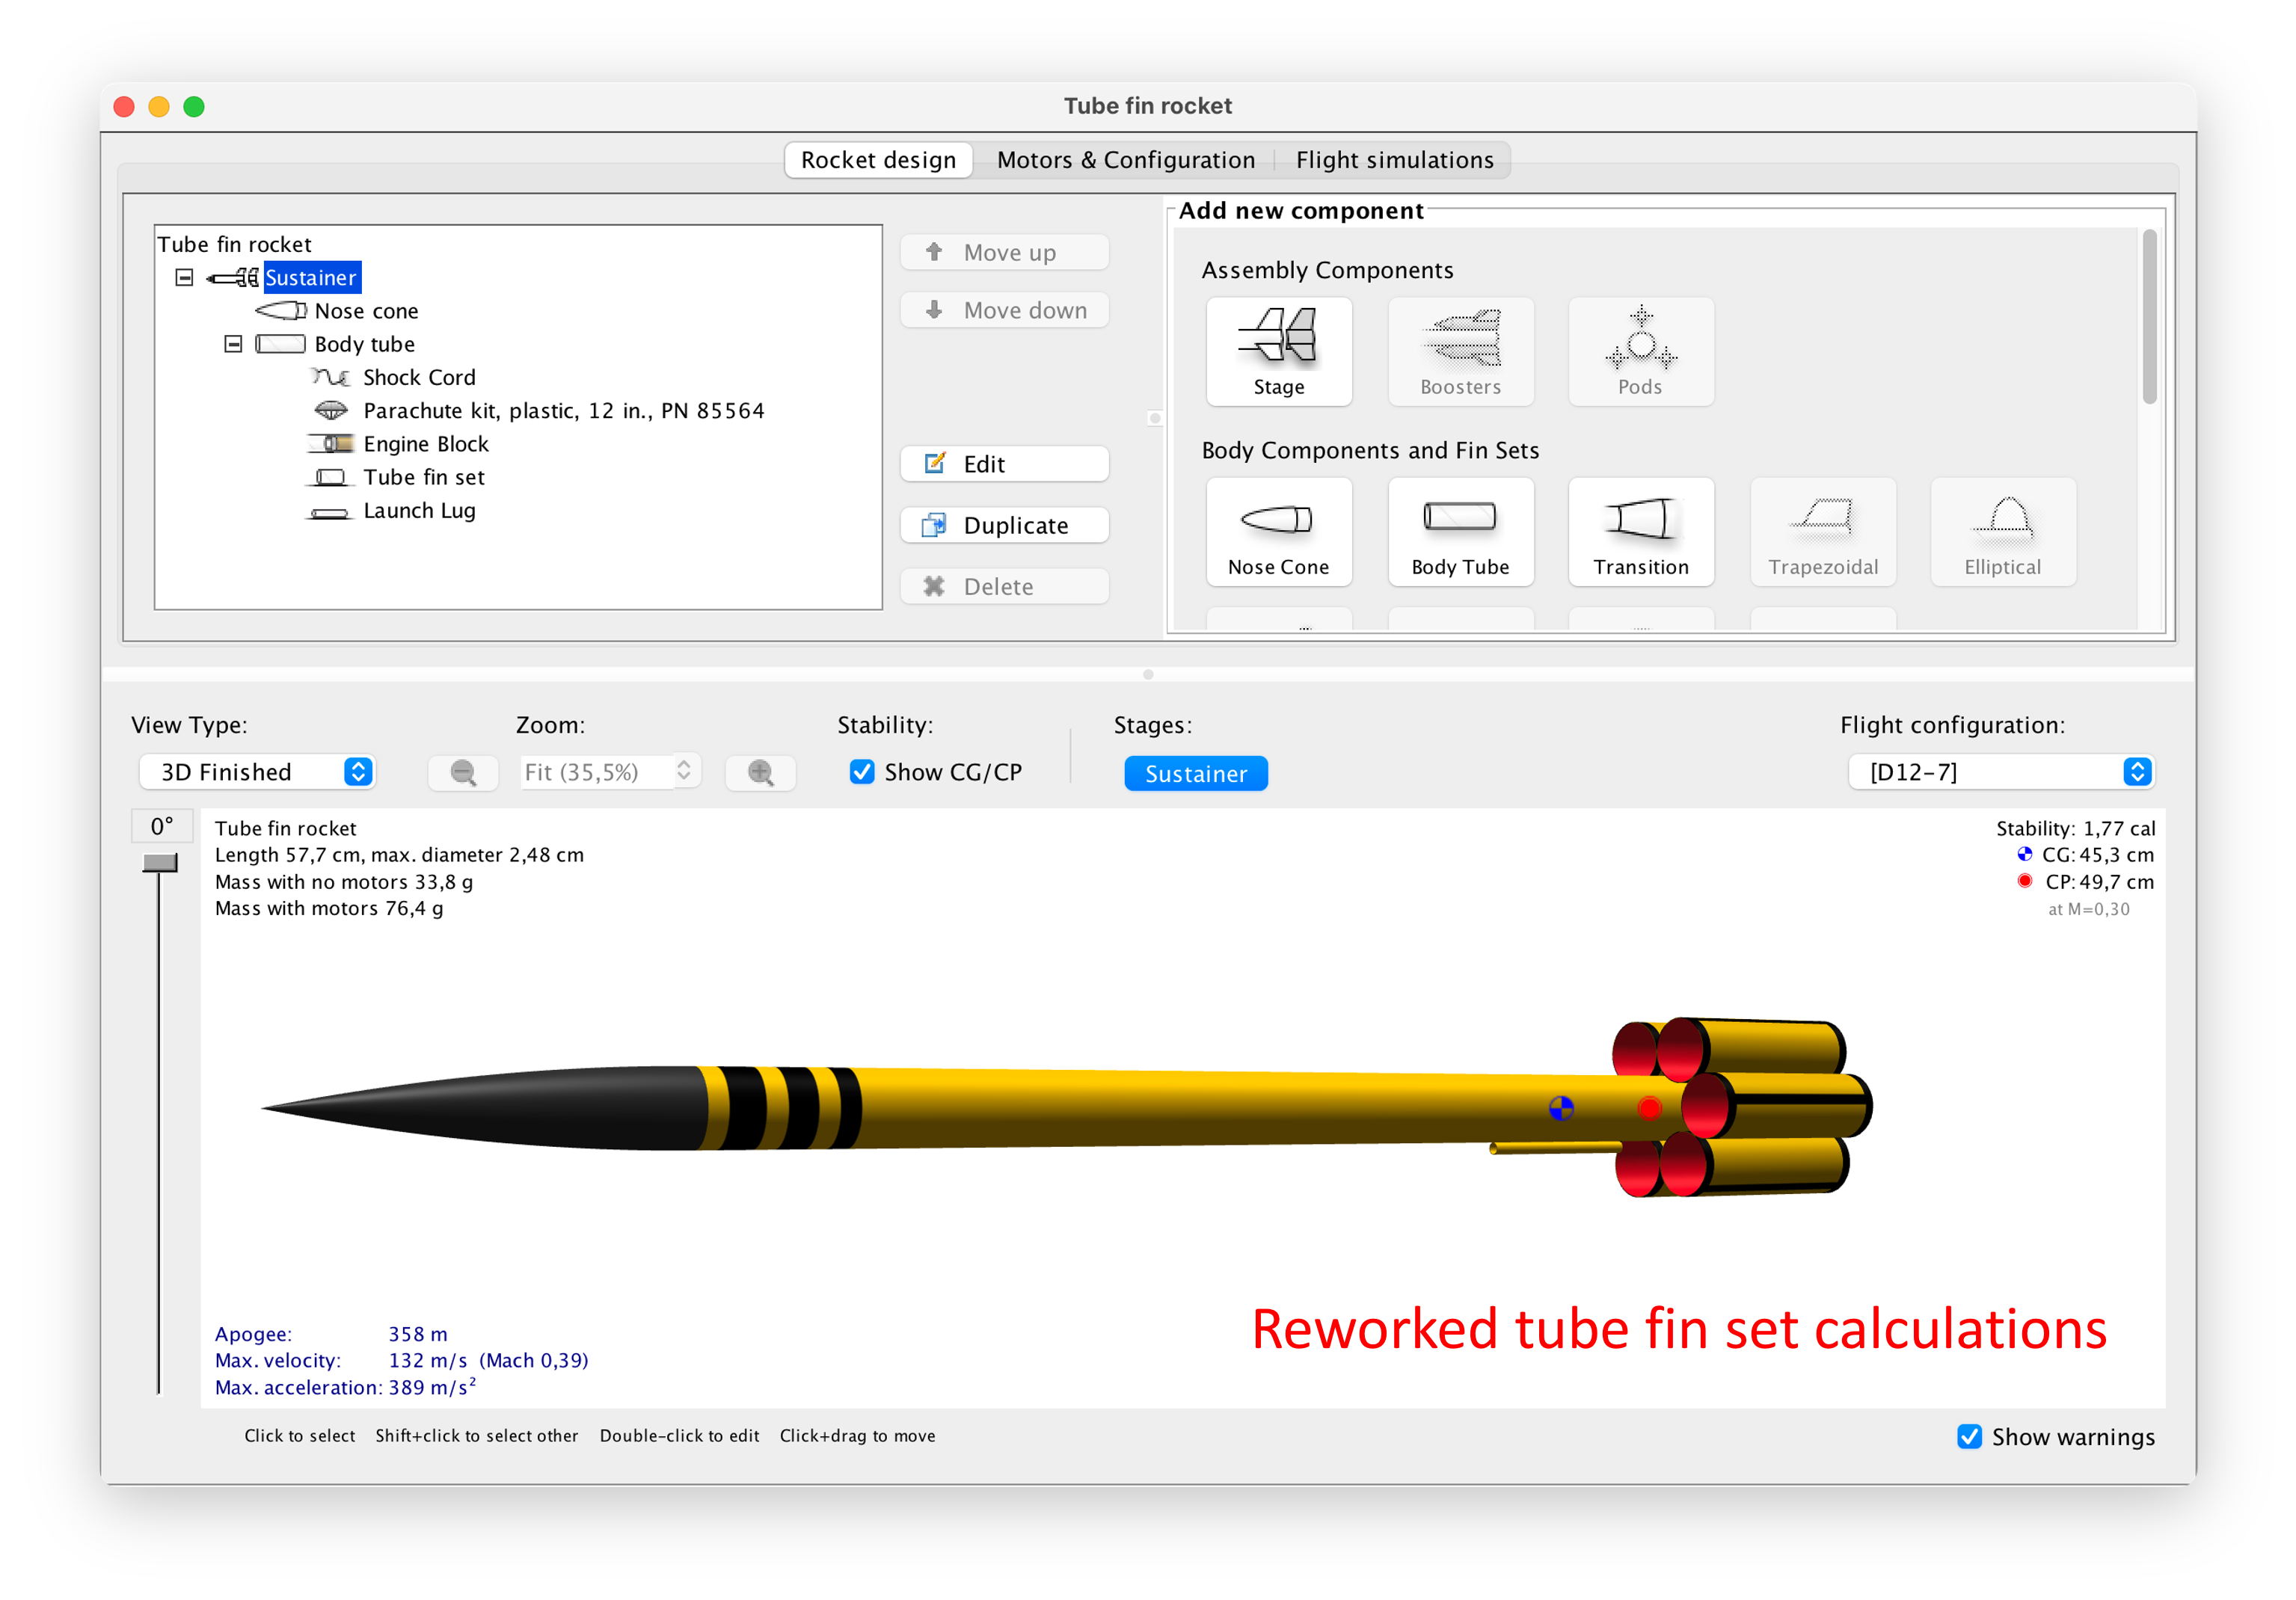 Tube fin rocket
Rocket design
Motors & Configuration
Flight simulations
Tube fin rocket
Sustainer
Nose cone
Body tube
Shock Cord
Parachute kit, plastic, 12 in., PN 85564
Engine Block
Tube fin set
Launch Lug
Move up
Move down
Edit
Duplicate
Delete
Add new component
Assembly Components
Stage
Boosters
Pods
Body Components and Fin Sets
Nose Cone
Body Tube
Transition
Trapezoidal
Elliptical
View Type:
3D Finished
Zoom:
Fit (35,5%)
Stability:
Show CG/CP
Stages:
Sustainer
Flight configuration:
[D12-7]
0°
Tube fin rocket
Length 57,7 cm, max. diameter 2,48 cm
Mass with no motors 33,8 g
Mass with motors 76,4 g
Stability: 1,77 cal
CG: 45,3 cm
CP: 49,7 cm
at M=0,30
Reworked tube fin set calculations
Apogee: 358 m
Max. velocity: 132 m/s (Mach 0,39)
Max. acceleration: 389 m/s²
Click to select Shift+click to select other Double-click to edit Click+drag to move
Show warnings